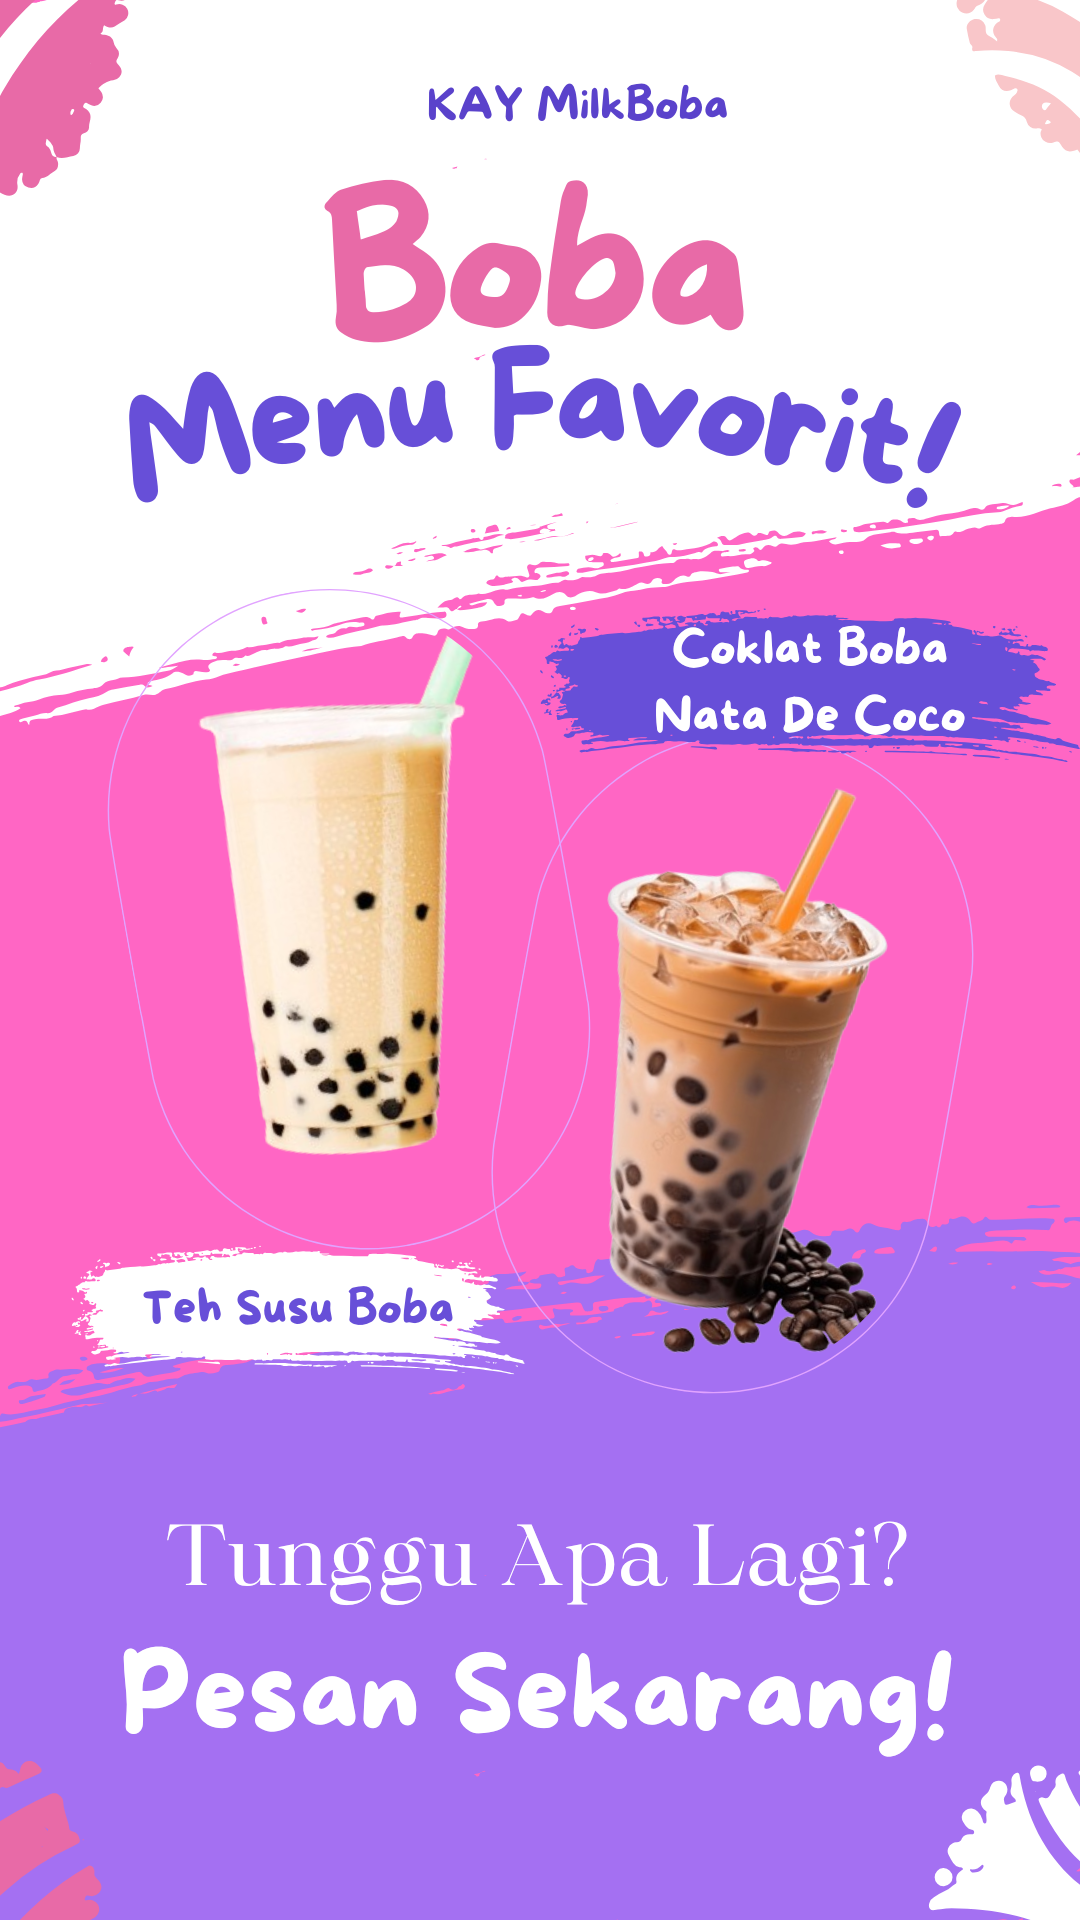 KAY MilkBoba
Boba
Menu Favorit!
Coklat Boba
Nata De Coco
Teh Susu Boba
Tunggu Apa Lagi?
Pesan Sekarang!